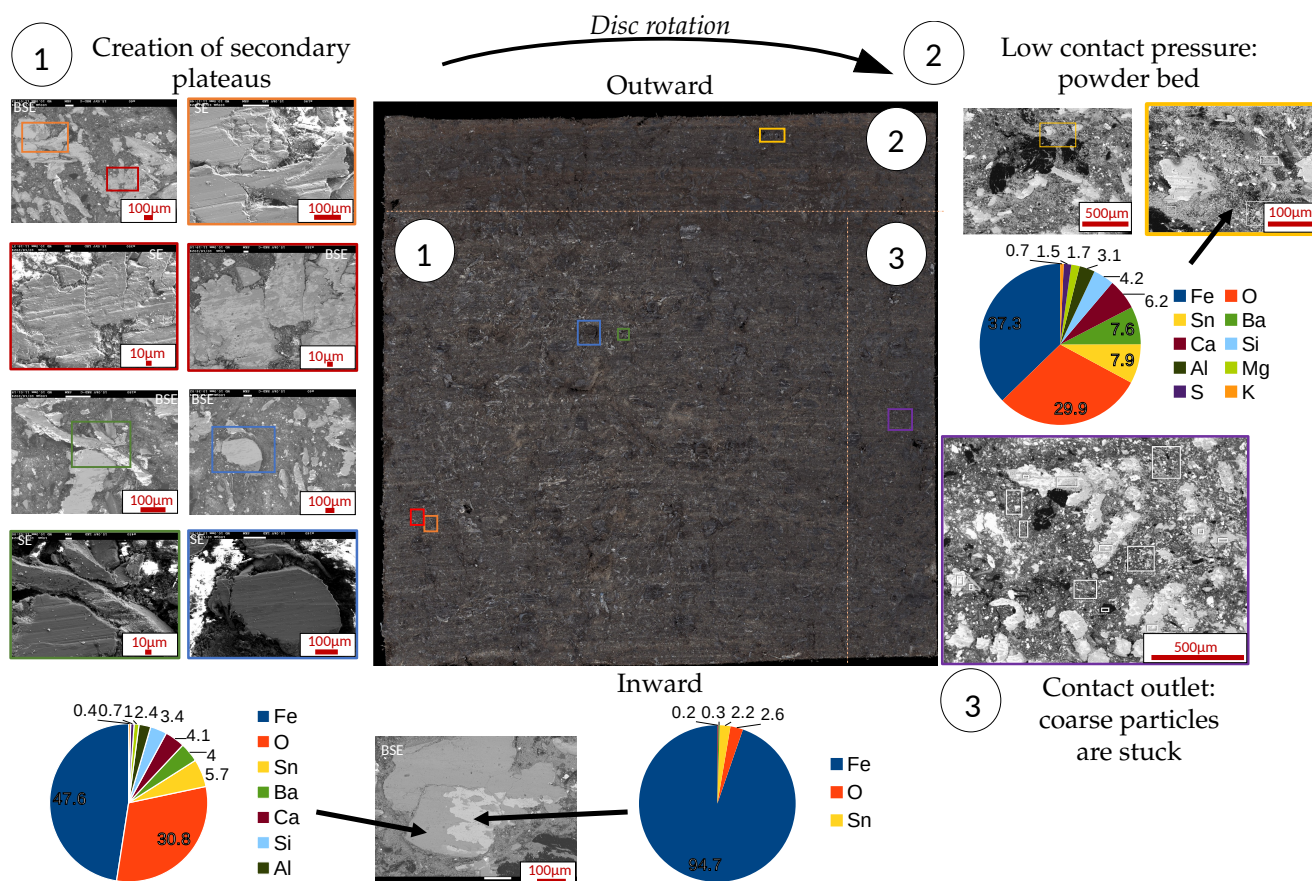 1
Creation of secondary
plateaus
Disc rotation
2
Low contact pressure:
powder bed
Outward
BSE
100µm
SE
100µm
SE
10µm
BSE
10µm
BSE
100µm
BSE
100µm
SE
10µm
SE
100µm
2
1
3
500µm
100µm
0.7
1.5
1.7
3.1
4.2
6.2
7.6
7.9
29.9
37.3
Fe
O
Sn
Ba
Ca
Si
Al
Mg
S
K
500µm
Inward
3
Contact outlet:
coarse particles
are stuck
0.4
0.7
1
2.4
3.4
4.1
4
5.7
30.8
47.6
Fe
O
Sn
Ba
Ca
Si
Al
BSE
100µm
0.2
0.3
2.2
2.6
94.7
Fe
O
Sn